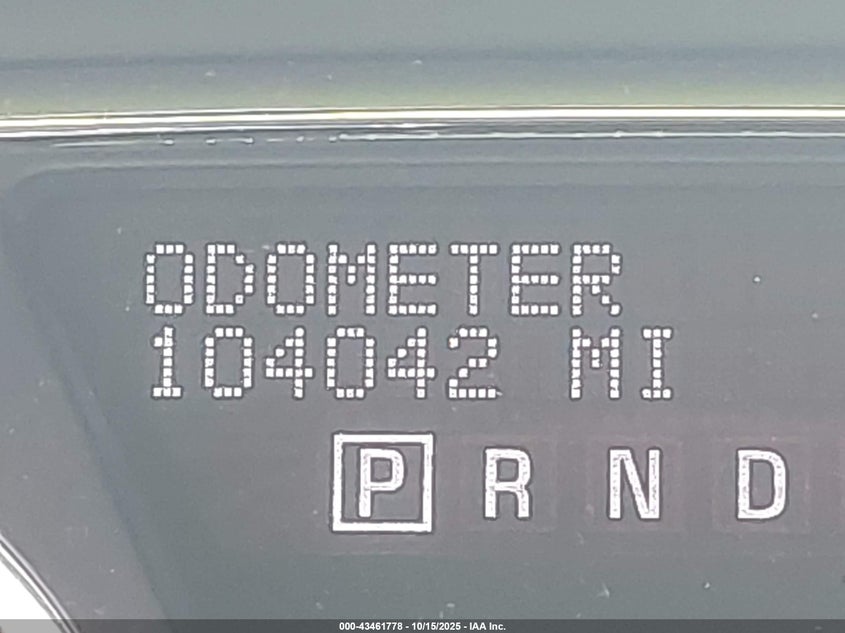 ODOMETER
104042 MI
P R N D
000-43461778 - 10/15/2025 - IAA Inc.